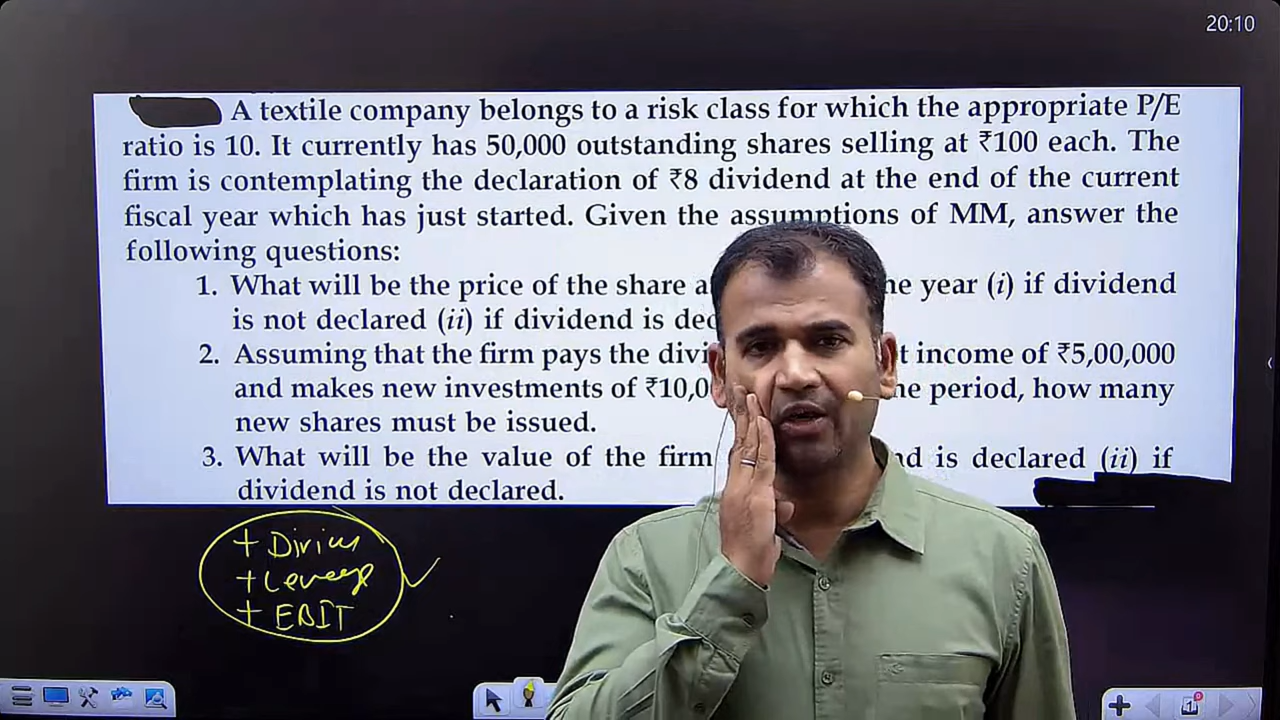 20:10
A textile company belongs to a risk class for which the appropriate P/E
ratio is 10. It currently has 50,000 outstanding shares selling at ₹100 each. The
firm is contemplating the declaration of ₹8 dividend at the end of the current
fiscal year which has just started. Given the assumptions of MM, answer the
following questions:
1. What will be the price of the share a he year (i) if dividend
is not declared (ii) if dividend is dec
2. Assuming that the firm pays the divi t income of ₹5,00,000
and makes new investments of ₹10,0 he period, how many
new shares must be issued.
3. What will be the value of the firm d is declared (ii) if
dividend is not declared.
+
+ Leverage
+ EBIT